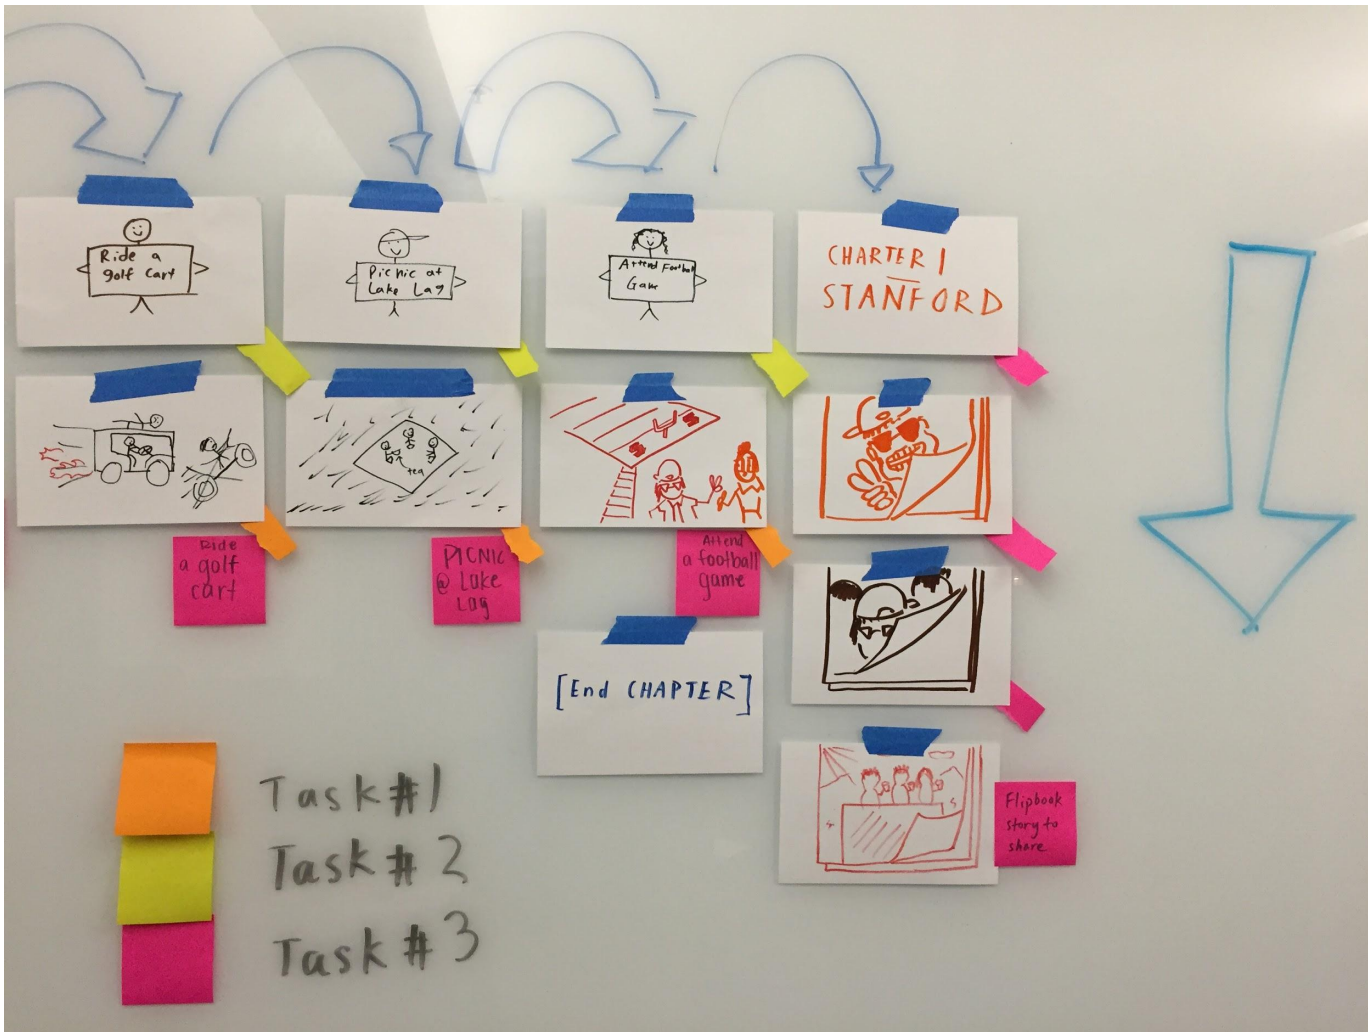 Ride a
golf cart
Picnic at
Lake Lag
Attend Football
Game
CHARTER 1
STANFORD
tea
S
S
Ride
a golf
cart
PICNIC
@ Lake
Lag
Attend
a football
game
[End CHAPTER]
Flipbook
story to
share
Task #1
Task # 2
Task # 3